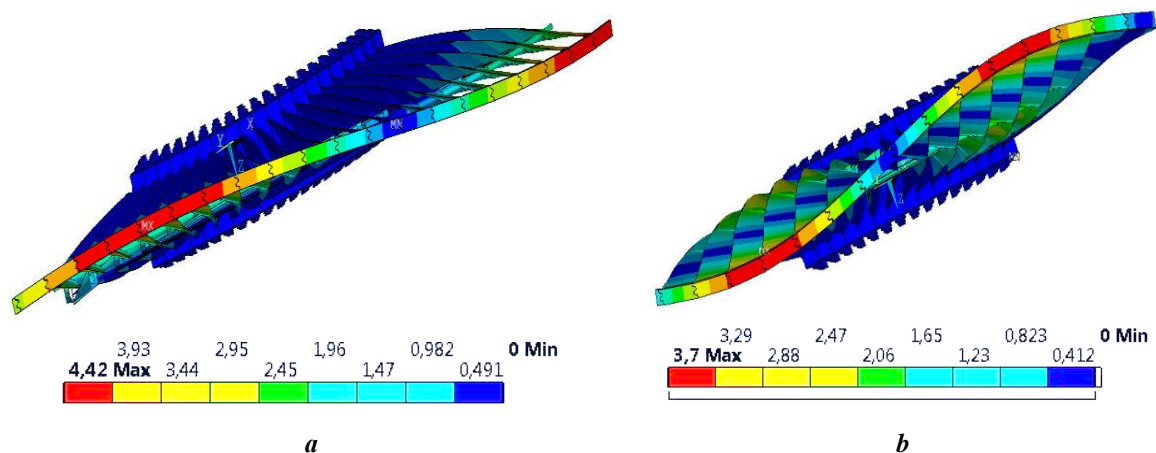 X
Y
MN
Z
MX
Z
3,93 2,95 1,96 0,982 0 Min
4,42 Max 3,44 2,45 1,47 0,491
3,29 2,47 1,65 0,823 0 Min
3,7 Max 2,88 2,06 1,23 0,412
a b